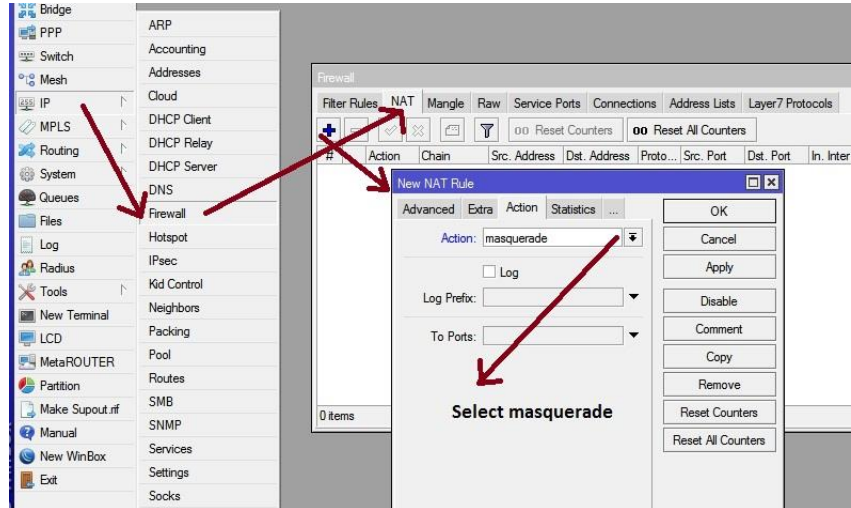 Bridge
PPP
Switch
Mesh
IP
MPLS
Routing
System
Queues
Files
Log
Radius
Tools
New Terminal
LCD
MetaROUTER
Partition
Make Supout.rif
Manual
New WinBox
Exit
ARP
Accounting
Addresses
Cloud
DHCP Client
DHCP Relay
DHCP Server
DNS
Firewall
Hotspot
IPsec
Kid Control
Neighbors
Packing
Pool
Routes
SMB
SNMP
Services
Settings
Socks
Firewall
Filter Rules NAT Mangle Raw Service Ports Connections Address Lists Layer7 Protocols
00 Reset Counters 00 Reset All Counters
# Action Chain Src. Address Dst. Address Proto... Src. Port Dst. Port In. Inter
0 items
New NAT Rule
Advanced Extra Action Statistics ...
Action: masquerade
Log
Log Prefix:
To Ports:
Select masquerade
OK
Cancel
Apply
Disable
Comment
Copy
Remove
Reset Counters
Reset All Counters